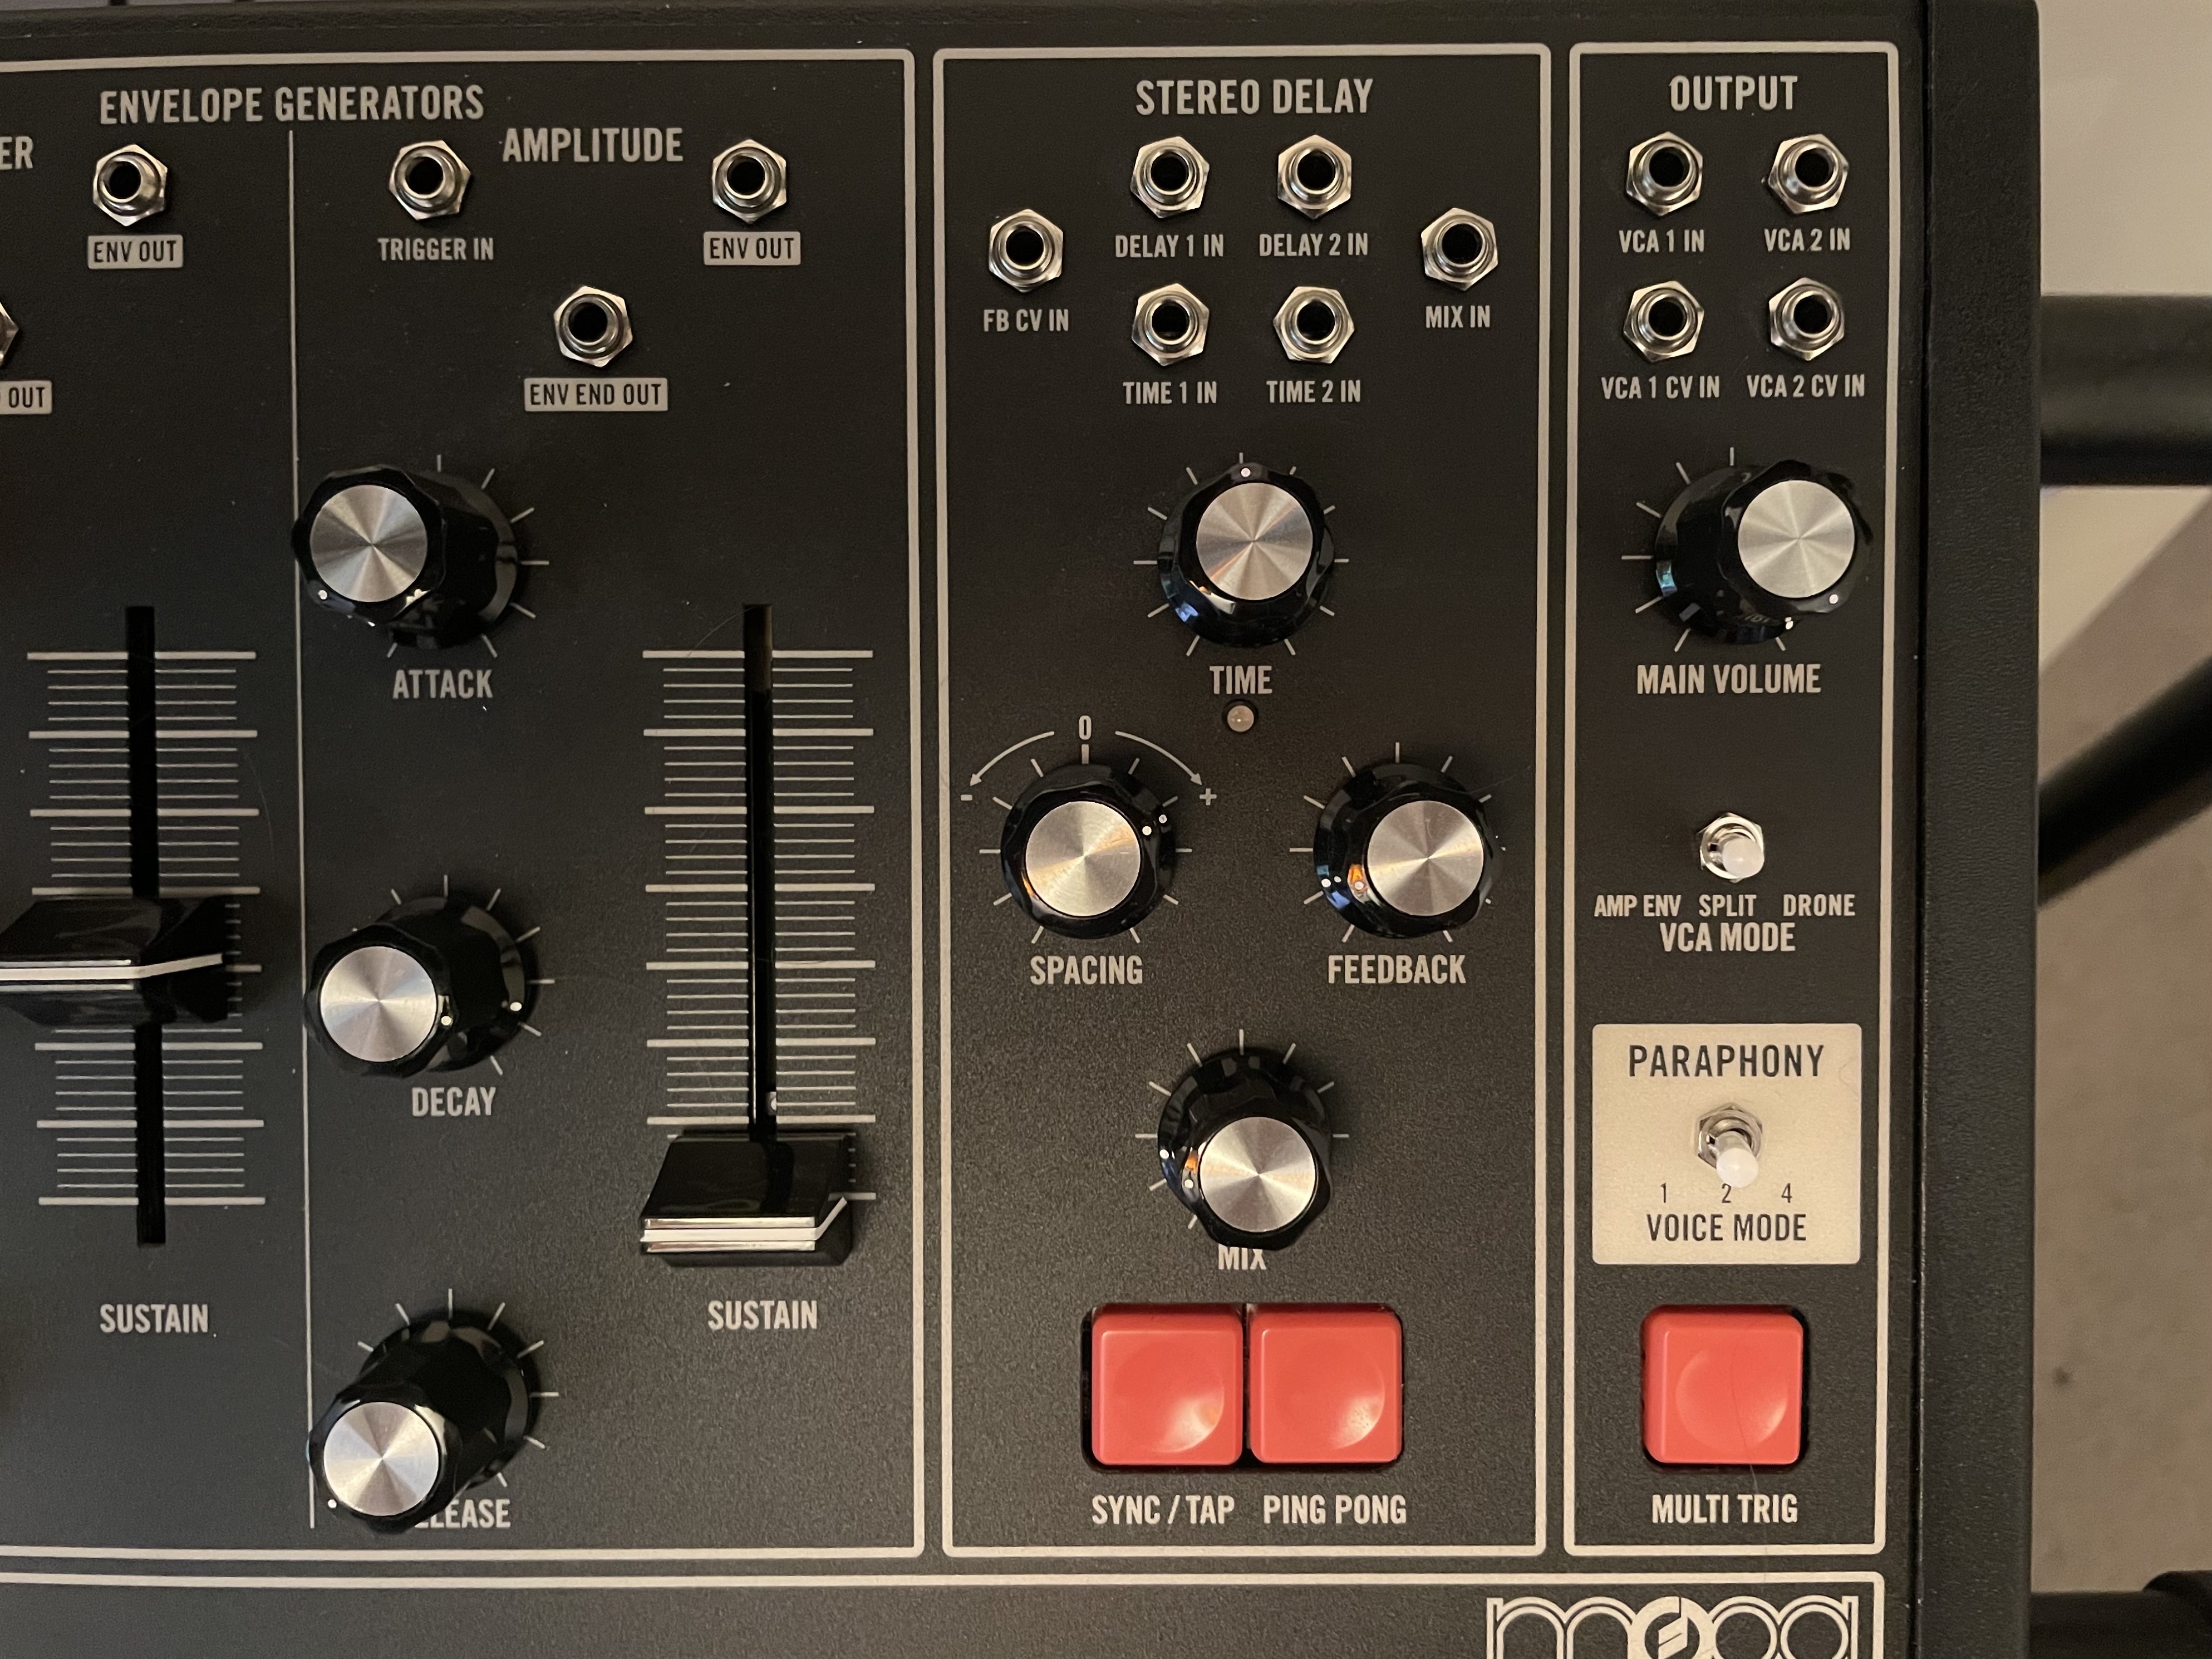 ENVELOPE GENERATORS
ER
AMPLITUDE
ENV OUT
TRIGGER IN
ENV OUT
OUT
ENV END OUT
ATTACK
DECAY
SUSTAIN
SUSTAIN
STEREO DELAY
DELAY 1 IN
DELAY 2 IN
FB CV IN
MIX IN
TIME 1 IN
TIME 2 IN
TIME
- 0 +
SPACING
FEEDBACK
MIX
SYNC / TAP
PING PONG
OUTPUT
VCA 1 IN
VCA 2 IN
VCA 1 CV IN
VCA 2 CV IN
MAIN VOLUME
AMP ENV SPLIT DRONE
VCA MODE
PARAPHONY
1 2 4
VOICE MODE
MULTI TRIG
moog